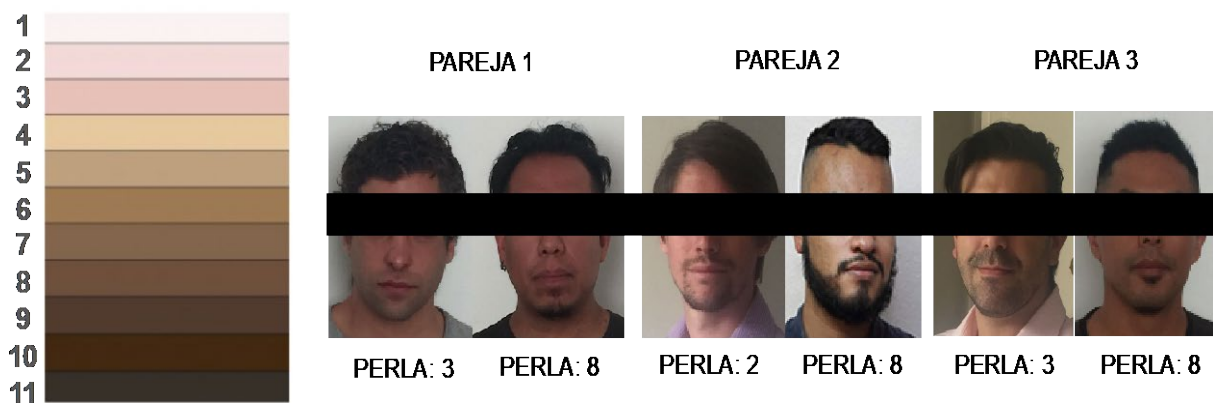 1
2
3
4
5
6
7
8
9
10
11
PAREJA 1
PAREJA 2
PAREJA 3
PERLA: 3
PERLA: 8
PERLA: 2
PERLA: 8
PERLA: 3
PERLA: 8